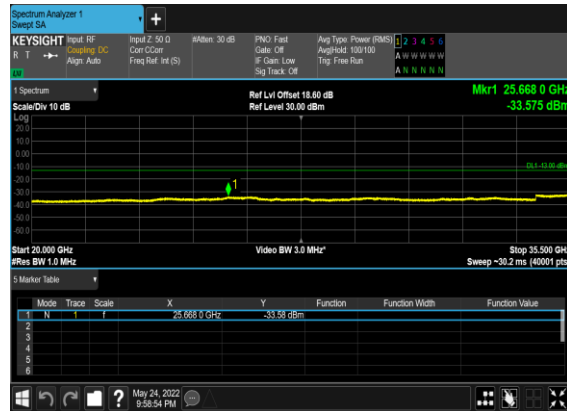 Spectrum Analyzer 1
Swept SA
+
KEYSIGHT Input: RF Input Z: 50 Ω #Atten: 30 dB PNO: Fast Avg Type: Power (RMS) 1 2 3 4 5 6
R T Coupling: DC Corr CCorr Gate: Off Avg|Hold: 100/100 A W W W W W
Align: Auto Freq Ref: Int (S) IF Gain: Low Trig: Free Run
Sig Track: Off A N N N N N
1 Spectrum Ref Lvl Offset 18.60 dB Mkr1 25.668 0 GHz
Scale/Div 10 dB Ref Level 30.00 dBm -33.575 dBm
Log
20.0
10.0
0.00
-10.0 DL1 -13.00 dBm
-20.0
-30.0 1
-40.0
-50.0
-60.0
Start 20.000 GHz Video BW 3.0 MHz* Stop 35.500 GHz
#Res BW 1.0 MHz Sweep ~30.2 ms (40001 pts
5 Marker Table
Mode Trace Scale X Y Function Function Width Function Value
1 N 1 f 25.668 0 GHz -33.58 dBm
2
3
4
5
6
? May 24, 2022
9:58:54 PM